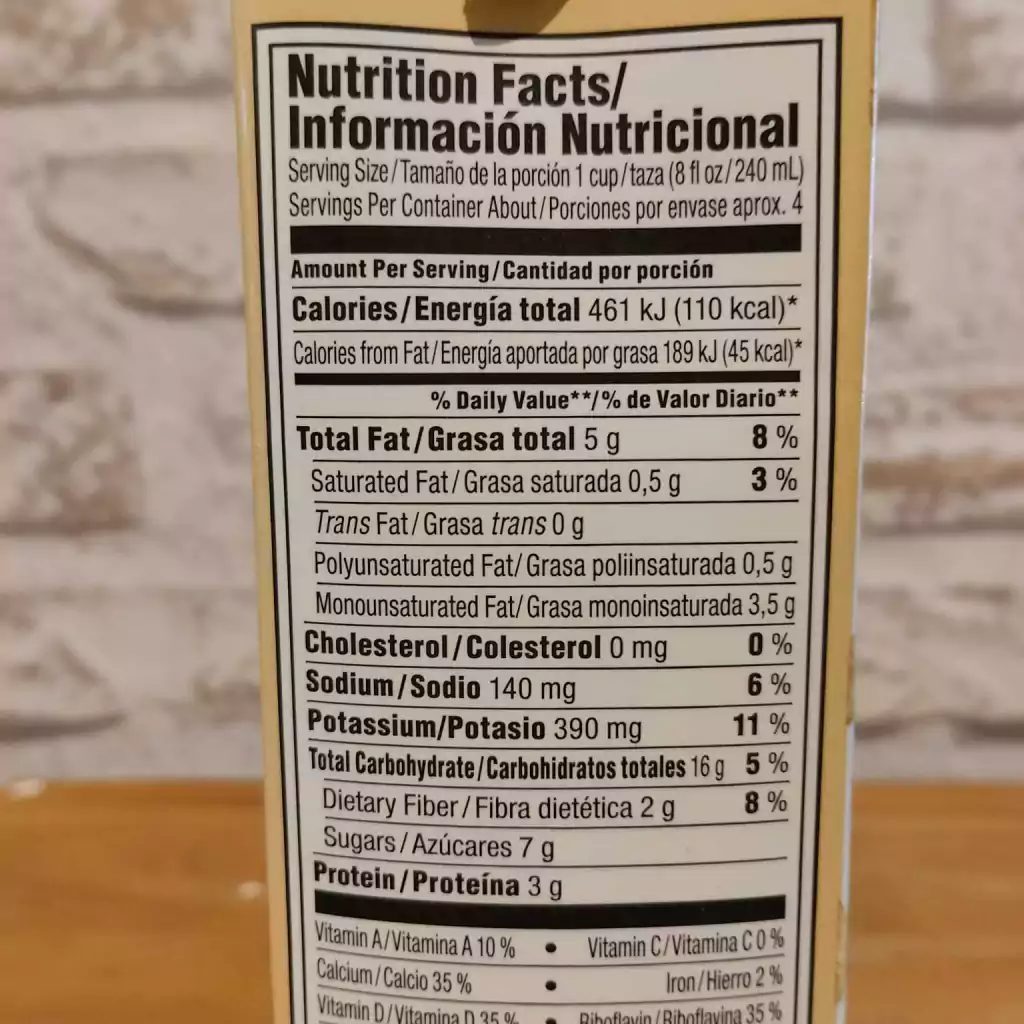 Nutrition Facts/
Información Nutricional
Serving Size/Tamaño de la porción 1 cup/taza (8 fl oz/240 mL)
Servings Per Container About/Porciones por envase aprox. 4
Amount Per Serving/Cantidad por porción
Calories/Energía total 461 kJ (110 kcal)*
Calories from Fat/Energía aportada por grasa 189 kJ (45 kcal)*
% Daily Value**/% de Valor Diario**
Total Fat/Grasa total 5 g 8 %
Saturated Fat/Grasa saturada 0,5 g 3 %
Trans Fat/Grasa trans 0 g
Polyunsaturated Fat/Grasa poliinsaturada 0,5 g
Monounsaturated Fat/Grasa monoinsaturada 3,5 g
Cholesterol/Colesterol 0 mg 0 %
Sodium/Sodio 140 mg 6 %
Potassium/Potasio 390 mg 11 %
Total Carbohydrate/Carbohidratos totales 16 g 5 %
Dietary Fiber/Fibra dietética 2 g 8 %
Sugars/Azúcares 7 g
Protein/Proteína 3 g
Vitamin A/Vitamina A 10 % • Vitamin C/Vitamina C 0 %
Calcium/Calcio 35 % • Iron/Hierro 2 %
Vitamin D/Vitamina D 35 % • Riboflavin/Riboflavina 35 %